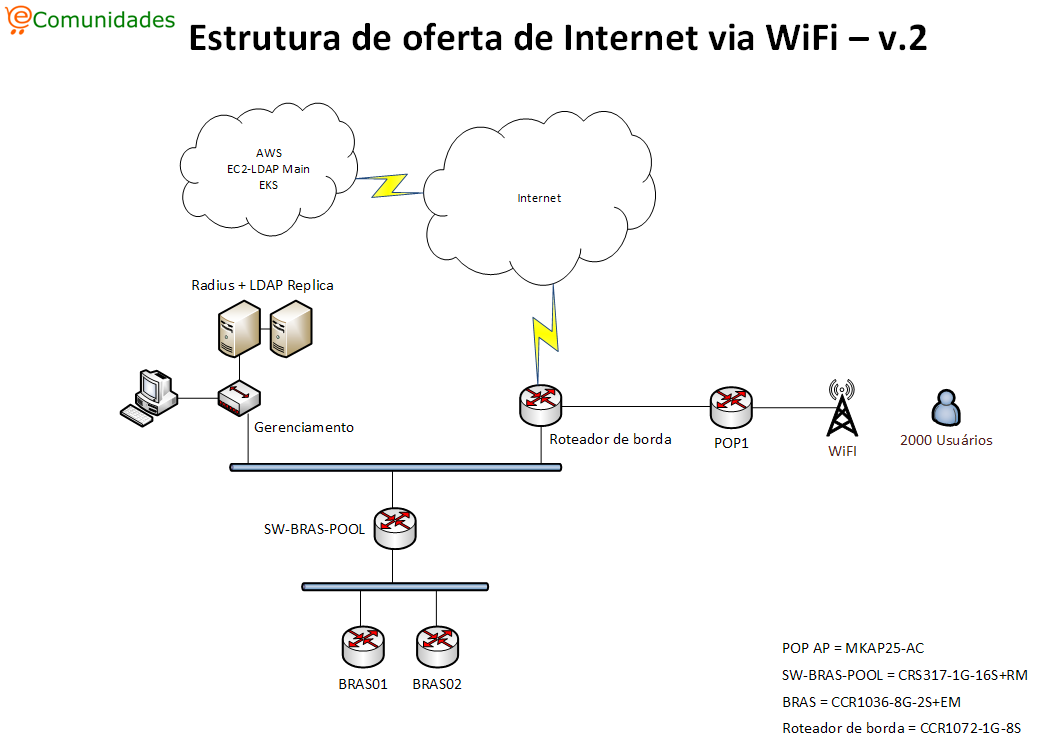 eComunidades
Estrutura de oferta de Internet via WiFi – v.2
AWS
EC2-LDAP Main
EKS
Internet
Radius + LDAP Replica
Gerenciamento
Roteador de borda
POP1
WiFI
2000 Usuários
SW-BRAS-POOL
BRAS01
BRAS02
POP AP = MKAP25-AC
SW-BRAS-POOL = CRS317-1G-16S+RM
BRAS = CCR1036-8G-2S+EM
Roteador de borda = CCR1072-1G-8S